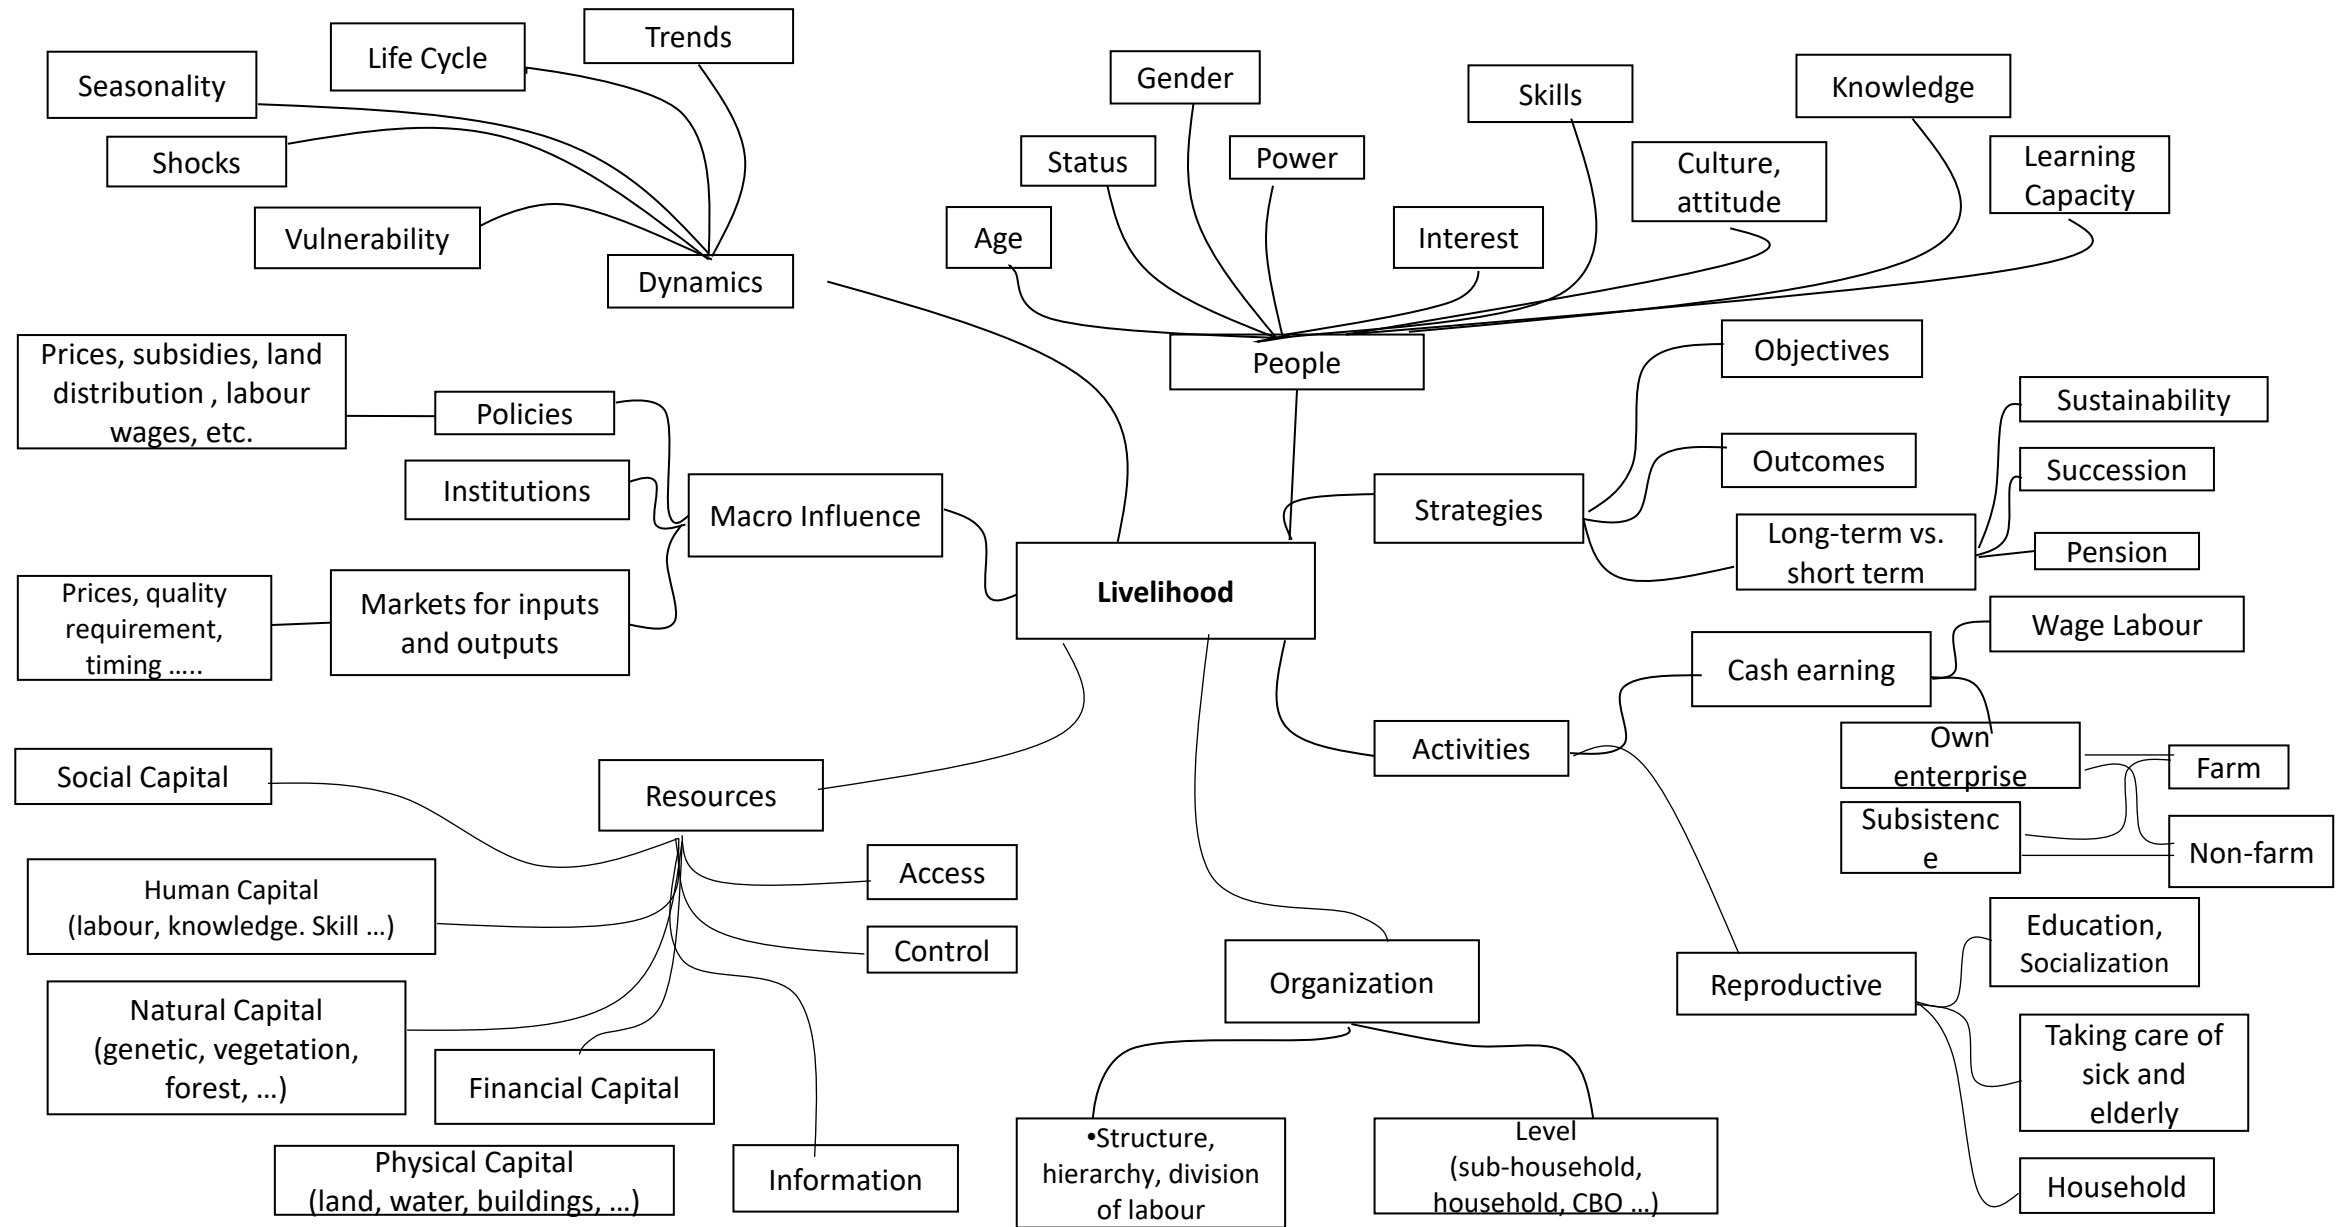 Trends
Life Cycle
Seasonality
Shocks
Vulnerability
Dynamics
Gender
Skills
Knowledge
Status
Power
Culture,
attitude
Learning
Capacity
Age
Interest
People
Prices, subsidies, land
distribution , labour
wages, etc.
Policies
Institutions
Macro Influence
Prices, quality
requirement,
timing …..
Markets for inputs
and outputs
Livelihood
Strategies
Objectives
Outcomes
Long-term vs.
short term
Sustainability
Succession
Pension
Activities
Cash earning
Wage Labour
Own
enterprise
Subsistenc
e
Farm
Non-farm
Reproductive
Education,
Socialization
Taking care of
sick and
elderly
Household
Social Capital
Resources
Human Capital
(labour, knowledge. Skill …)
Access
Control
Natural Capital
(genetic, vegetation,
forest, …)
Financial Capital
Physical Capital
(land, water, buildings, …)
Information
Organization
•Structure,
hierarchy, division
of labour
Level
(sub-household,
household, CBO …)